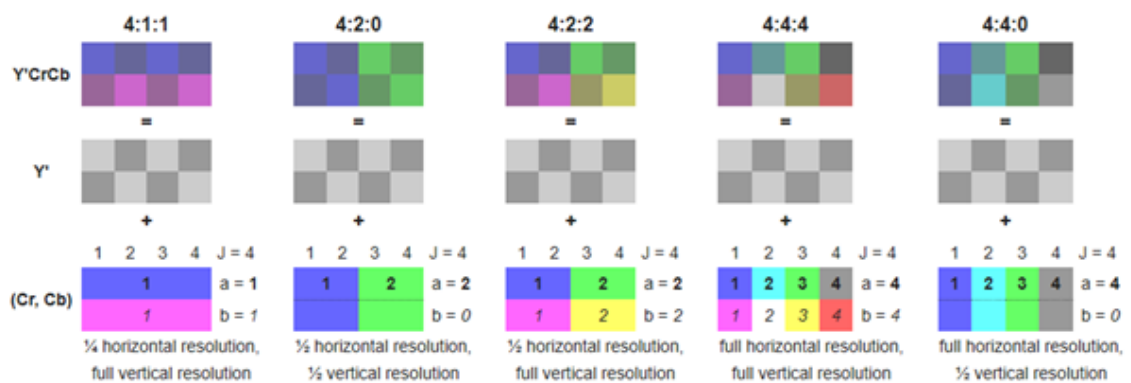 4:1:1 4:2:0 4:2:2 4:4:4 4:4:0
Y'CrCb
= = = = =
Y'
+ + + + +
1 2 3 4 J = 4 1 2 3 4 J = 4 1 2 3 4 J = 4 1 2 3 4 J = 4 1 2 3 4 J = 4
(Cr, Cb)
1 a = 1 1 2 a = 2 1 2 a = 2 1 2 3 4 a = 4 1 2 3 4 a = 4
1 b = 1 b = 0 1 2 b = 2 1 2 3 4 b = 4 b = 0
¼ horizontal resolution, ½ horizontal resolution, ½ horizontal resolution, full horizontal resolution, full horizontal resolution,
full vertical resolution ½ vertical resolution full vertical resolution full vertical resolution ½ vertical resolution